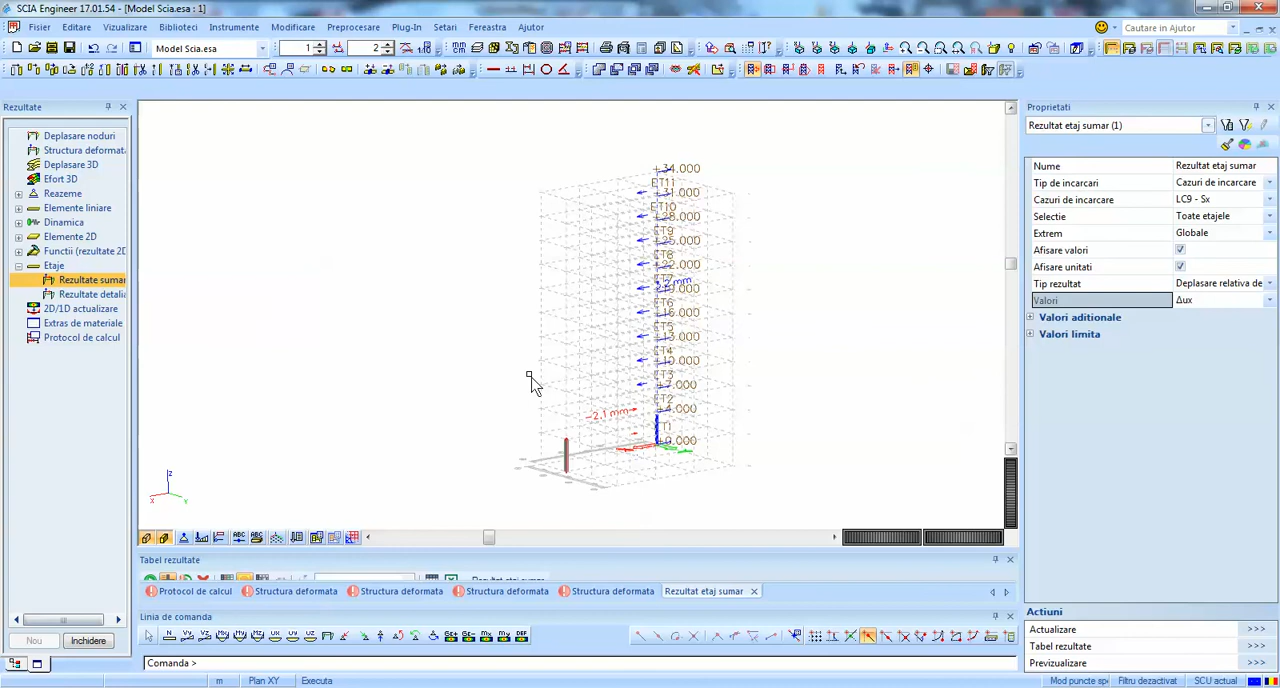 SCIA Engineer 17.01.54 - [Model Scia.esa : 1]
Fisier Editare Vizualizare Biblioteci Instrumente Modificare Preprocesare Plug-In Setari Fereastra Ajutor
Cautare in Ajutor
Model Scia.esa 1 2
Rezultate
Deplasare noduri
Structura deformata
Deplasare 3D
Efort 3D
Reazeme
Elemente liniare
Dinamica
Elemente 2D
Functii (rezultate 2D
Etaje
Rezultate sumar
Rezultate detalia
2D/1D actualizare
Extras de materiale
Protocol de calcul
Nou Inchidere
+34.000
ET11
+31.000
ET10
+28.000
ET9
+25.000
ET8
+22.000
ET6
+16.000
ET5
+13.000
ET4
+10.000
ET3
+7.000
ET2
-2,1 mm
+4.000
ET1
+0.000
Z
X
Y
Proprietati
Rezultat etaj sumar (1)
Nume Rezultat etaj sumar
Tip de incarcari Cazuri de incarcare
Cazuri de incarcare LC9 - Sx
Selectie Toate etajele
Extrem Globale
Afisare valori
Afisare unitati
Tip rezultat Deplasare relativa de
Valori Δux
Valori aditionale
Valori limita
Actiuni
Actualizare >>>
Tabel rezultate >>>
Previzualizare >>>
Tabel rezultate
Protocol de calcul Structura deformata Structura deformata Structura deformata Structura deformata Rezultat etaj sumar
Linia de comanda
Comanda >
m Plan XY Executa Mod puncte sp Filtru dezactivat SCU actual